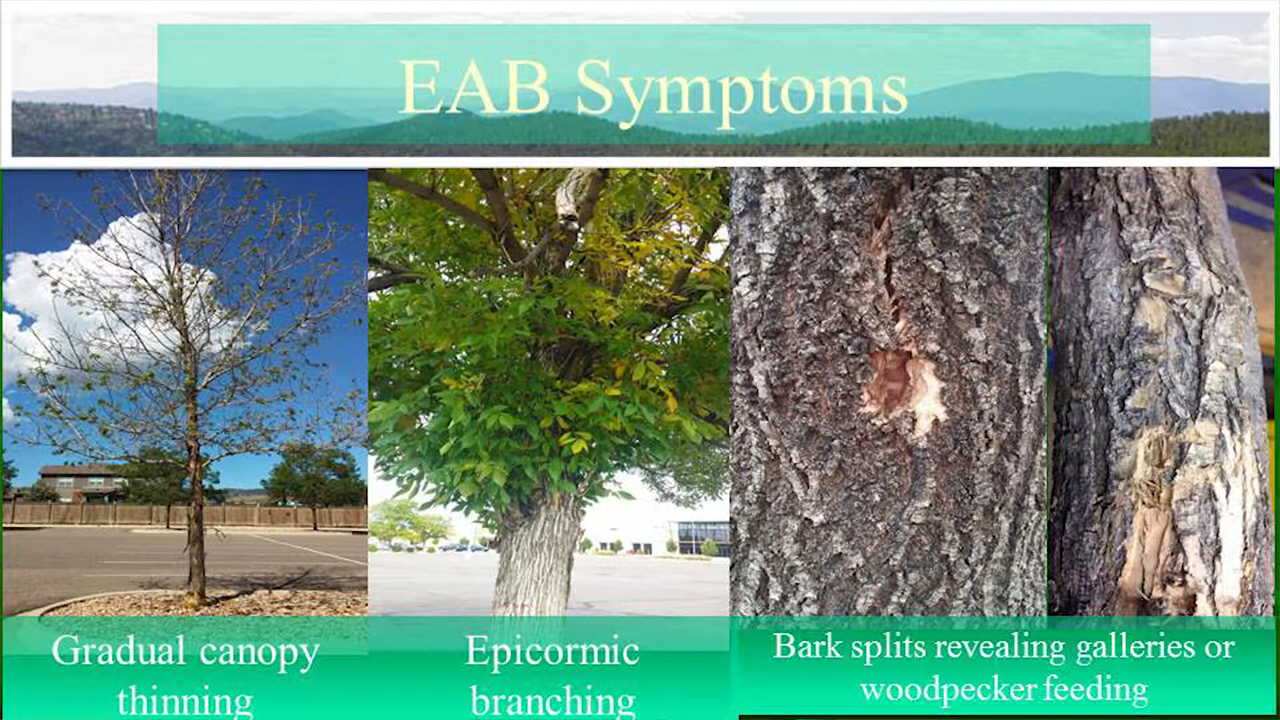 EAB Symptoms
Gradual canopy
thinning
Epicormic
branching
Bark splits revealing galleries or
woodpecker feeding